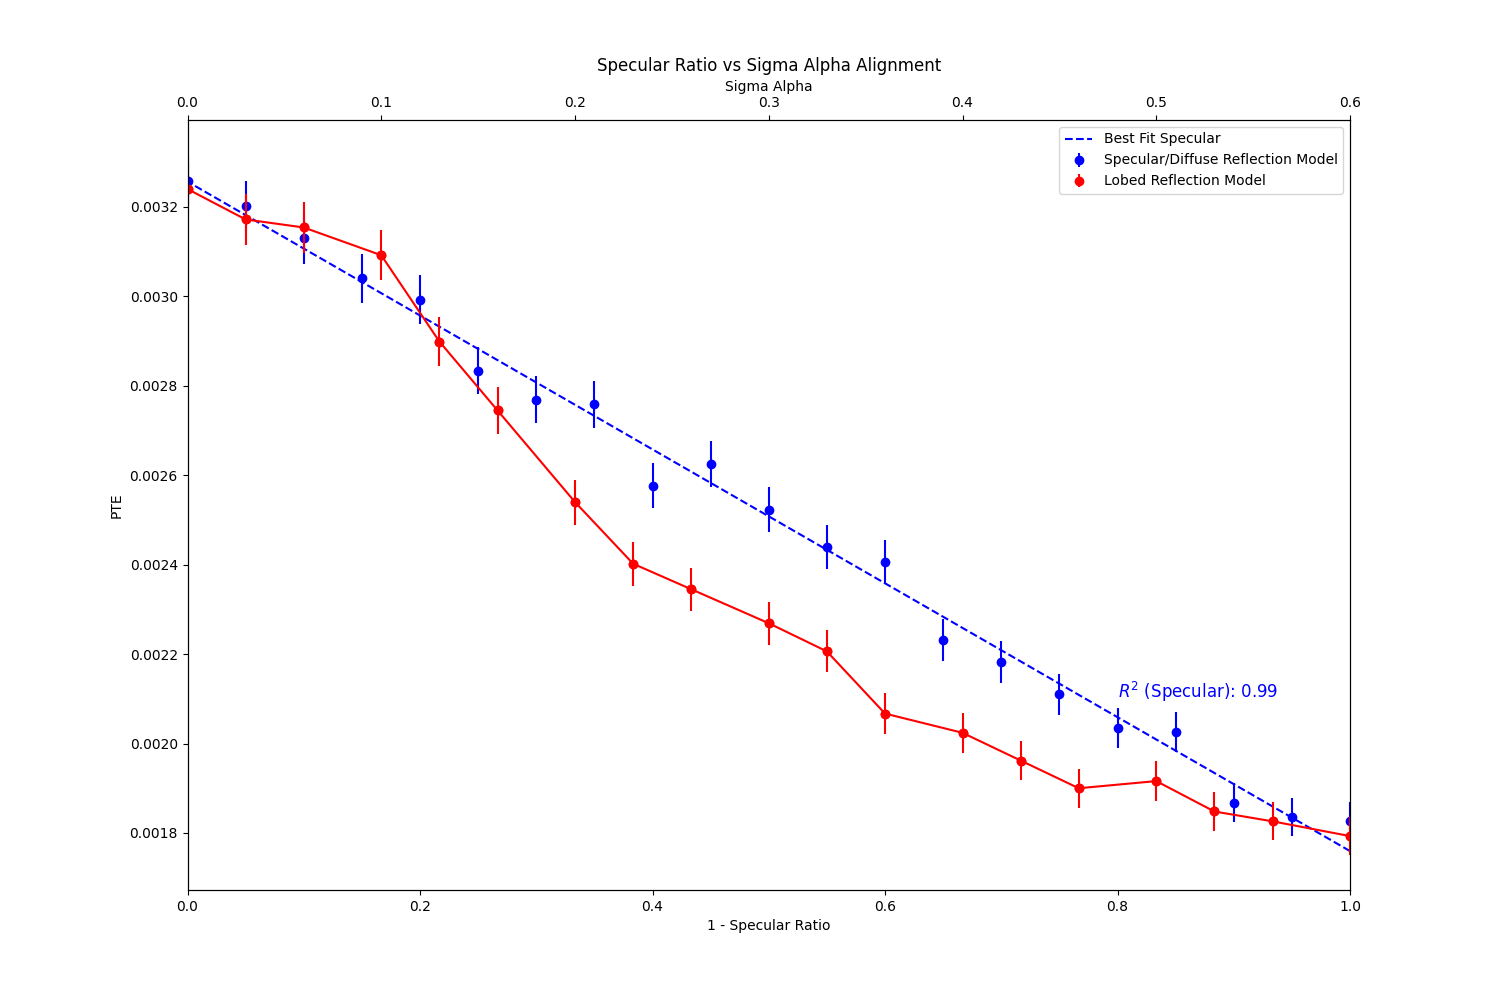 Specular Ratio vs Sigma Alpha Alignment
Sigma Alpha
0.0 0.1 0.2 0.3 0.4 0.5 0.6
Best Fit Specular
Specular/Diffuse Reflection Model
Lobed Reflection Model
0.0032
0.0030
0.0028
0.0026
PTE
0.0024
0.0022
R² (Specular): 0.99
0.0020
0.0018
0.0 0.2 0.4 0.6 0.8 1.0
1 - Specular Ratio